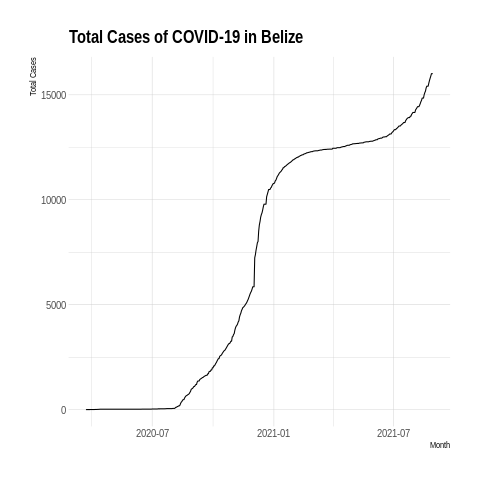 Total Cases of COVID-19 in Belize
Total Cases
15000
10000
5000
0
2020-07 2021-01 2021-07
Month